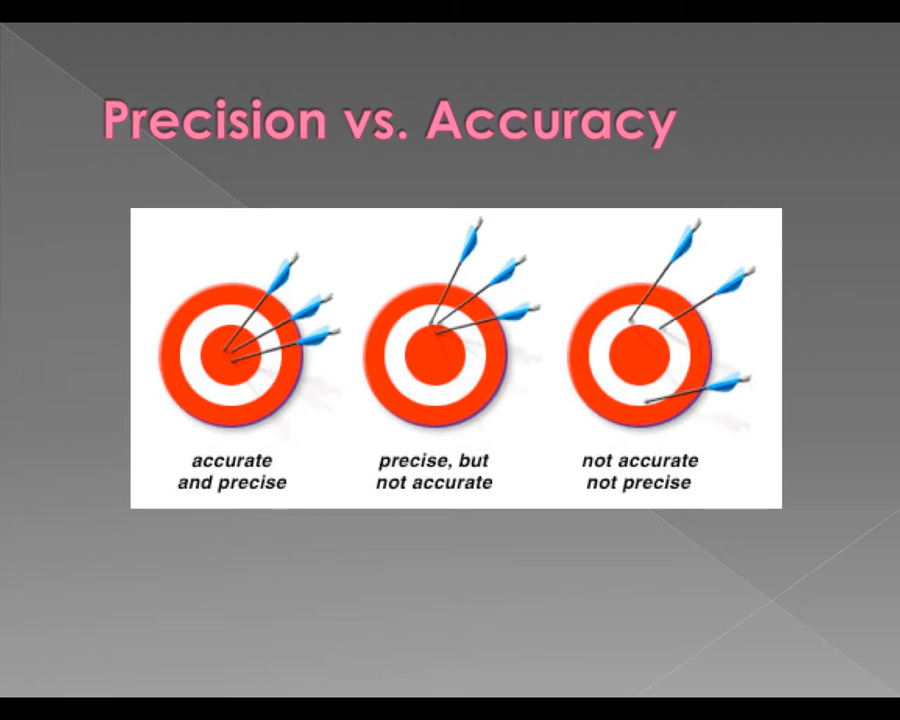 Precision vs. Accuracy
accurate
and precise
precise, but
not accurate
not accurate
not precise